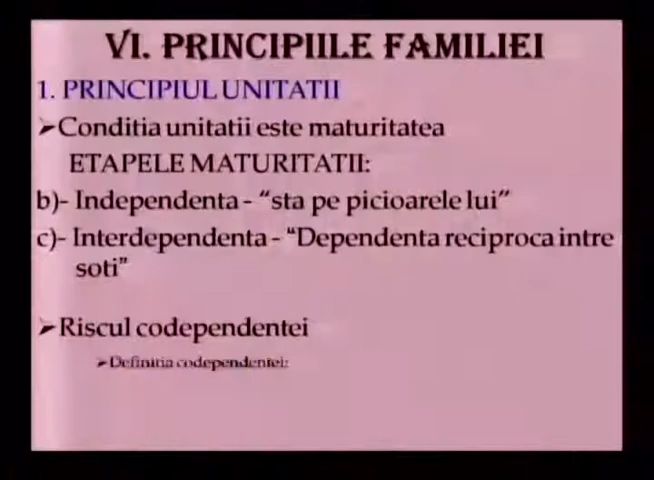 VI. PRINCIPIILE FAMILIEI
1. PRINCIPIUL UNITATII
➢Conditia unitatii este maturitatea
ETAPELE MATURITATII:
b)- Independenta - “sta pe picioarele lui”
c)- Interdependenta - “Dependenta reciproca intre
soti”
➢Riscul codependentei
➢Definitia codependentei: